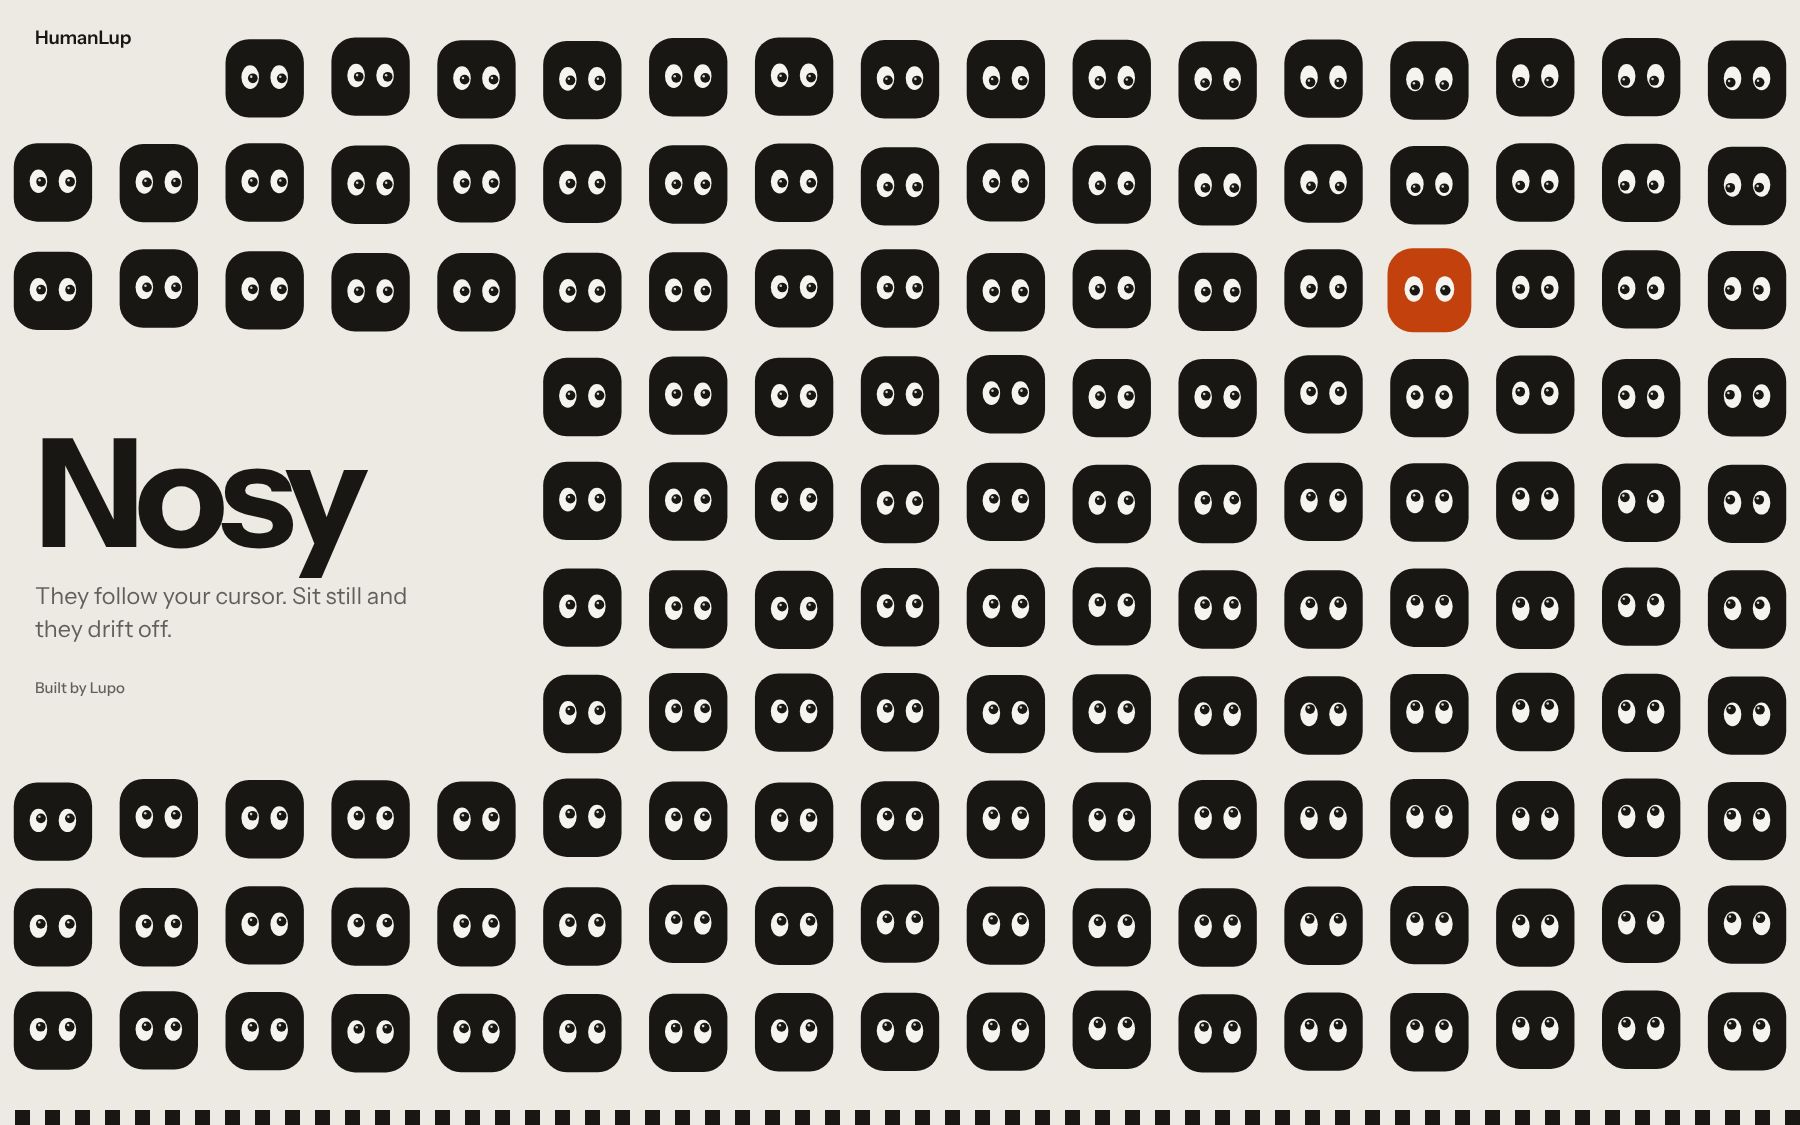 HumanLup
Nosy
They follow your cursor. Sit still and
they drift off.
Built by Lupo